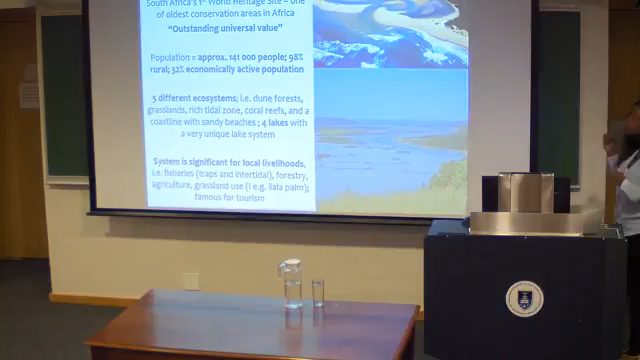 South Africa's 1st World Heritage Site – one
of oldest conservation areas in Africa
"Outstanding universal value"
Population = approx. 141 000 people; 98%
rural; 32% economically active population
5 different ecosystems; i.e. dune forests,
grasslands, rich tidal zone, coral reefs, and a
coastline with sandy beaches ; 4 lakes with
a very unique lake system
System is significant for local livelihoods,
i.e. fisheries (traps and intertidal), forestry,
agriculture, grassland use (i e.g. ilala palm);
famous for tourism